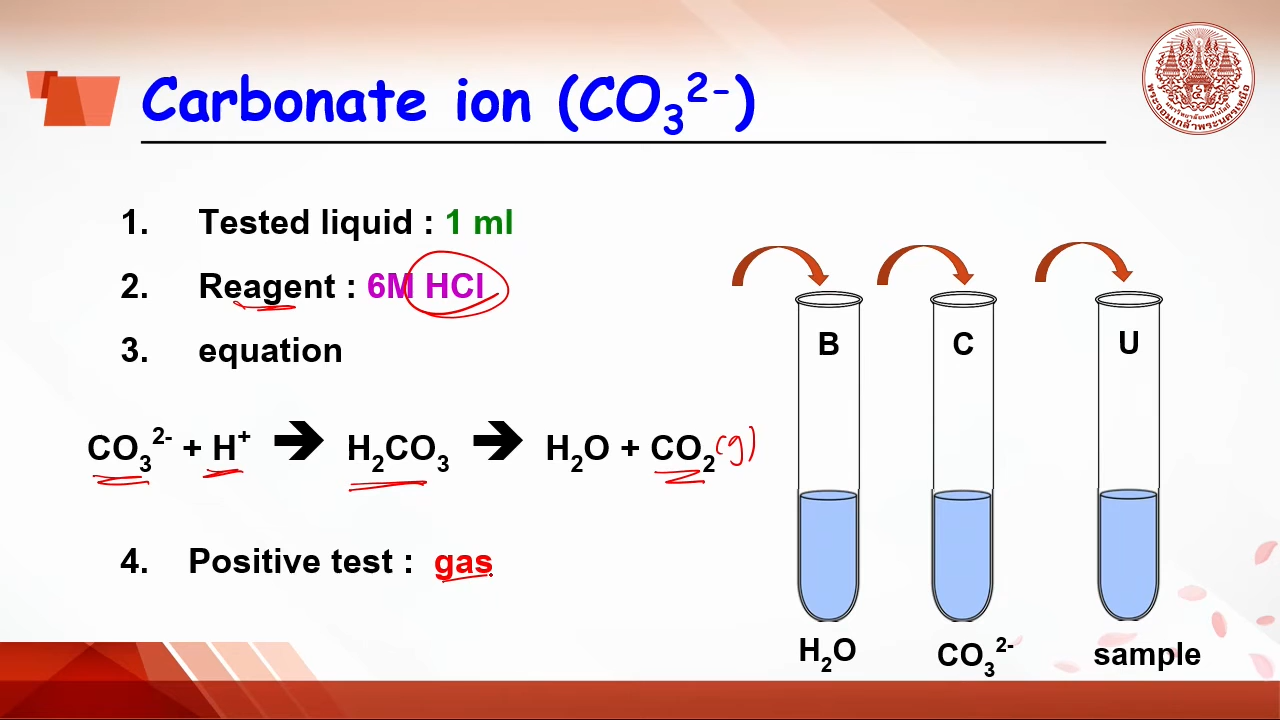 Carbonate ion (CO₃²⁻)
1. Tested liquid : 1 ml
2. Reagent : 6M HCl
3. equation
CO₃²⁻ + H⁺ ➔ H₂CO₃ ➔ H₂O + CO₂(g)
4. Positive test : gas
B C U
H₂O CO₃²⁻ sample